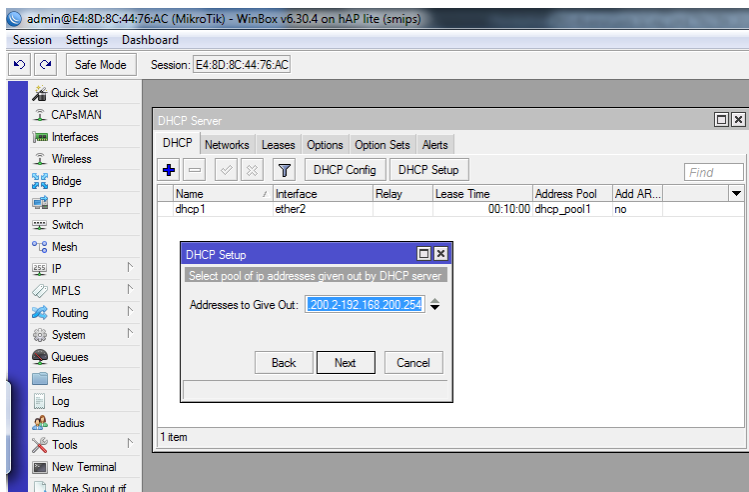 admin@E4:8D:8C:44:76:AC (MikroTik) - WinBox v6.30.4 on hAP lite (smips)
Session Settings Dashboard
Safe Mode Session: E4:8D:8C:44:76:AC
Quick Set
CAPsMAN
Interfaces
Wireless
Bridge
PPP
Switch
Mesh
IP
MPLS
Routing
System
Queues
Files
Log
Radius
Tools
New Terminal
Make Supout.rif
DHCP Server
DHCP Networks Leases Options Option Sets Alerts
DHCP Config DHCP Setup Find
Name Interface Relay Lease Time Address Pool Add AR...
dhcp1 ether2 00:10:00 dhcp_pool1 no
DHCP Setup
Select pool of ip addresses given out by DHCP server
Addresses to Give Out: 200.2-192.168.200.254
Back Next Cancel
1 item